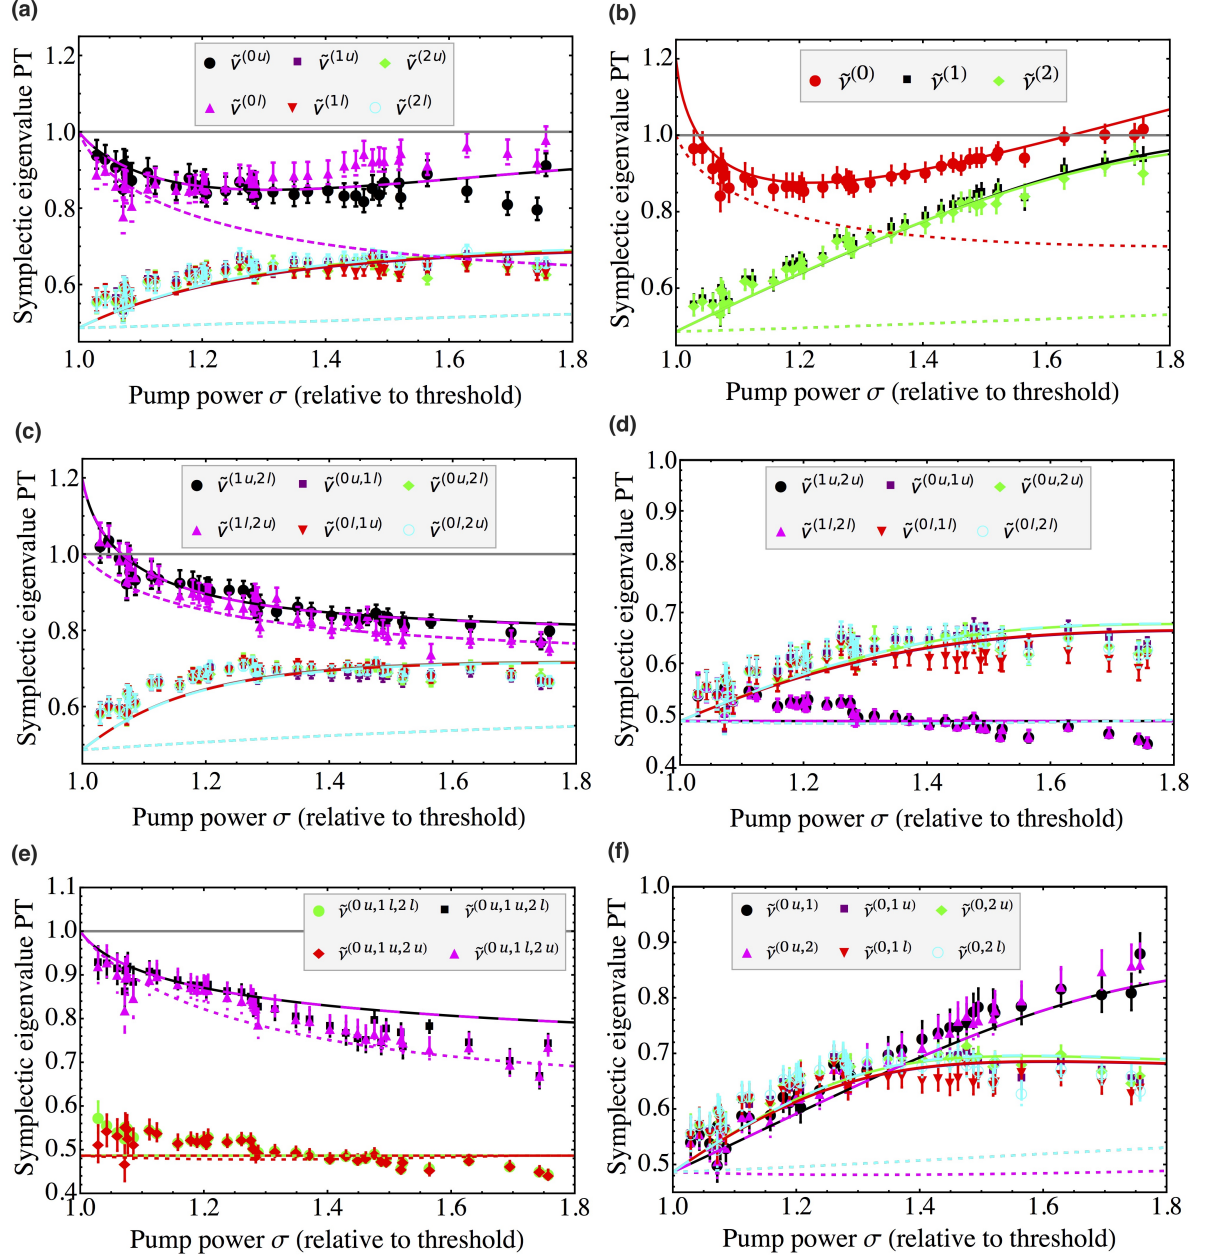 (a)
Symplectic eigenvalue PT
1.2
1.0
0.8
0.6
ṽ(0u) ṽ(1u) ṽ(2u)
ṽ(0l) ṽ(1l) ṽ(2l)
1.0 1.2 1.4 1.6 1.8
Pump power σ (relative to threshold)
(b)
Symplectic eigenvalue PT
1.2
1.0
0.8
0.6
ṽ(0) ṽ(1) ṽ(2)
1.0 1.2 1.4 1.6 1.8
Pump power σ (relative to threshold)
(c)
Symplectic eigenvalue PT
1.2
1.0
0.8
0.6
ṽ(1u,2l) ṽ(0u,1l) ṽ(0u,2l)
ṽ(1l,2u) ṽ(0l,1u) ṽ(0l,2u)
1.0 1.2 1.4 1.6 1.8
Pump power σ (relative to threshold)
(d)
Symplectic eigenvalue PT
1.0
0.9
0.8
0.7
0.6
0.5
0.4
ṽ(1u,2u) ṽ(0u,1u) ṽ(0u,2u)
ṽ(1l,2l) ṽ(0l,1l) ṽ(0l,2l)
1.0 1.2 1.4 1.6 1.8
Pump power σ (relative to threshold)
(e)
Symplectic eigenvalue PT
1.1
1.0
0.9
0.8
0.7
0.6
0.5
0.4
ṽ(0u,1l,2l) ṽ(0u,1u,2l)
ṽ(0u,1u,2u) ṽ(0u,1l,2u)
1.0 1.2 1.4 1.6 1.8
Pump power σ (relative to threshold)
(f)
Symplectic eigenvalue PT
1.0
0.9
0.8
0.7
0.6
0.5
ṽ(0u,1) ṽ(0,1u) ṽ(0,2u)
ṽ(0u,2) ṽ(0,1l) ṽ(0,2l)
1.0 1.2 1.4 1.6 1.8
Pump power σ (relative to threshold)